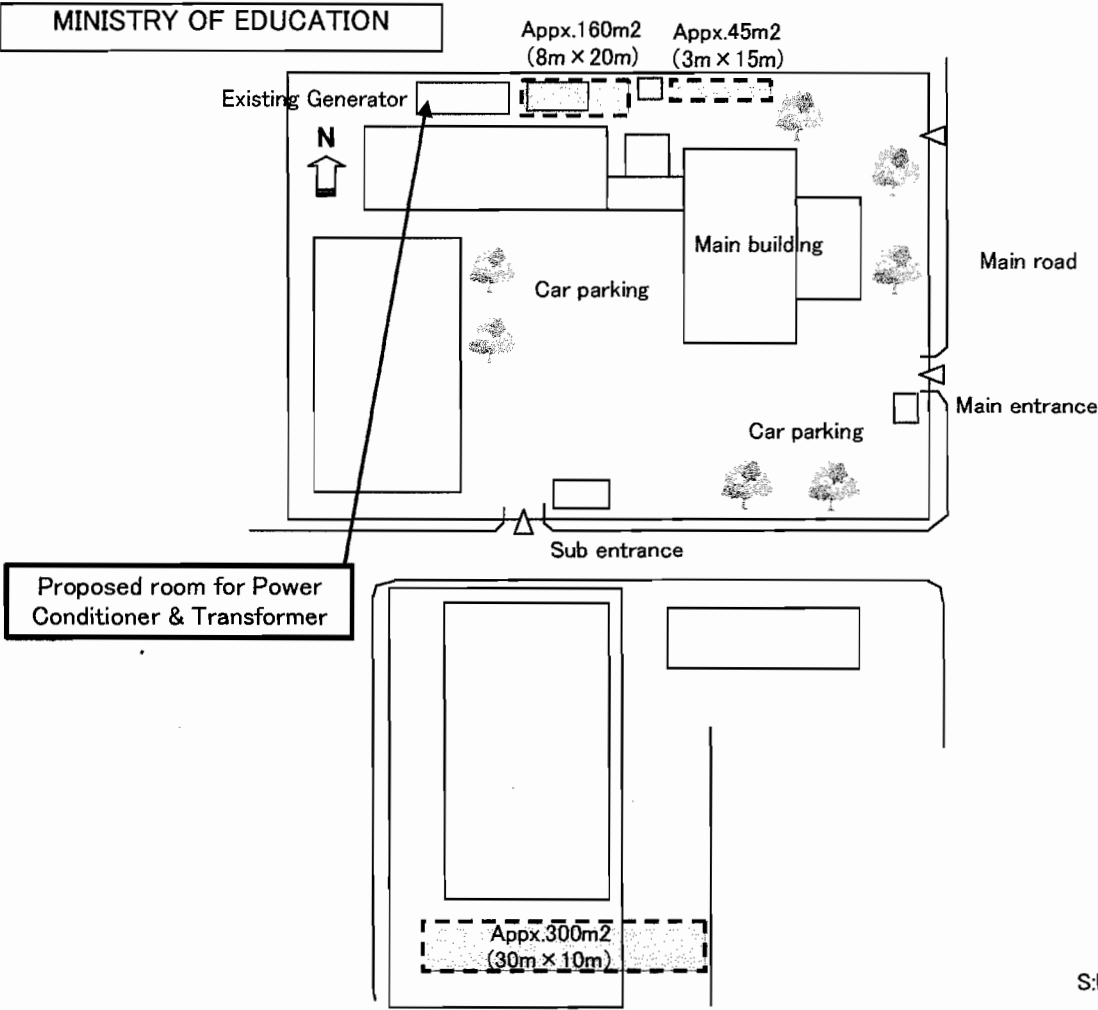 MINISTRY OF EDUCATION
Appx.160m2
(8m×20m)
Appx.45m2
(3m×15m)
Existing Generator
N
Main building
Main road
Car parking
Main entrance
Car parking
Sub entrance
Proposed room for Power
Conditioner & Transformer
Appx.300m2
(30m×10m)